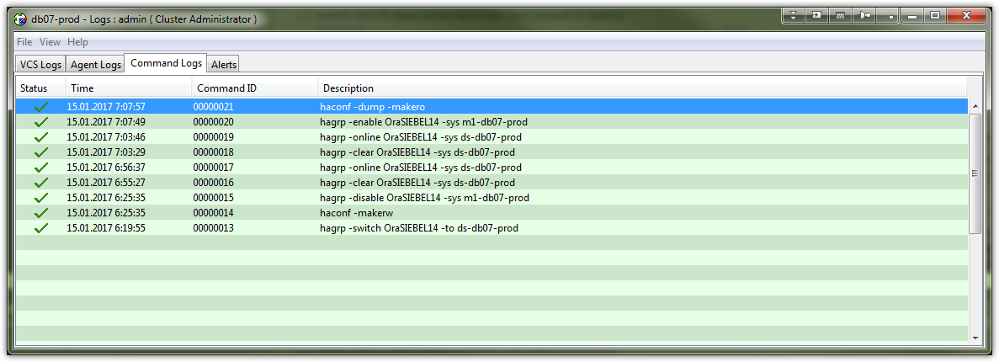 db07-prod - Logs : admin ( Cluster Administrator )
File View Help
VCS Logs Agent Logs Command Logs Alerts
Status Time Command ID Description
15.01.2017 7:07:57 00000021 haconf -dump -makero
15.01.2017 7:07:49 00000020 hagrp -enable OraSIEBEL14 -sys m1-db07-prod
15.01.2017 7:03:46 00000019 hagrp -online OraSIEBEL14 -sys ds-db07-prod
15.01.2017 7:03:29 00000018 hagrp -clear OraSIEBEL14 -sys ds-db07-prod
15.01.2017 6:56:37 00000017 hagrp -online OraSIEBEL14 -sys ds-db07-prod
15.01.2017 6:55:27 00000016 hagrp -clear OraSIEBEL14 -sys ds-db07-prod
15.01.2017 6:25:35 00000015 hagrp -disable OraSIEBEL14 -sys m1-db07-prod
15.01.2017 6:25:35 00000014 haconf -makerw
15.01.2017 6:19:55 00000013 hagrp -switch OraSIEBEL14 -to ds-db07-prod